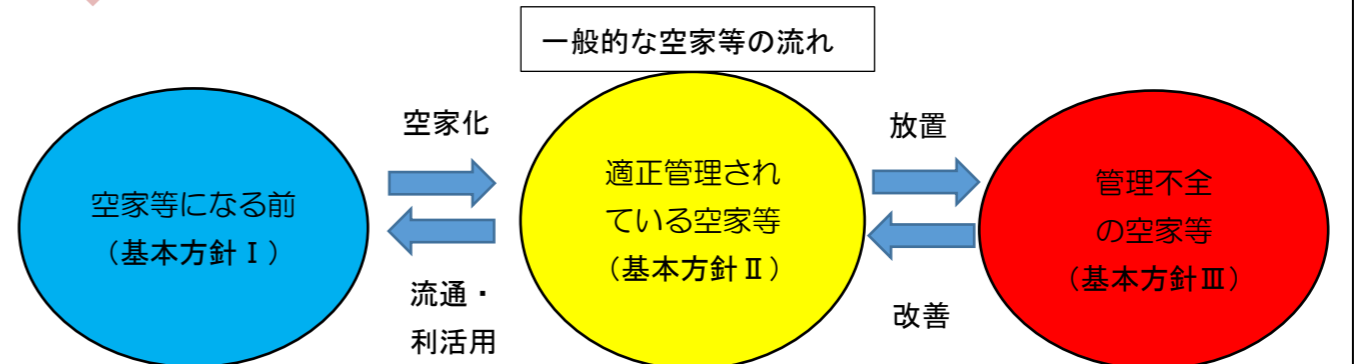 一般的な空家等の流れ
空家等になる前
（基本方針Ⅰ）
空家化
流通・
利活用
適正管理され
ている空家等
（基本方針Ⅱ）
放置
改善
管理不全
の空家等
（基本方針Ⅲ）